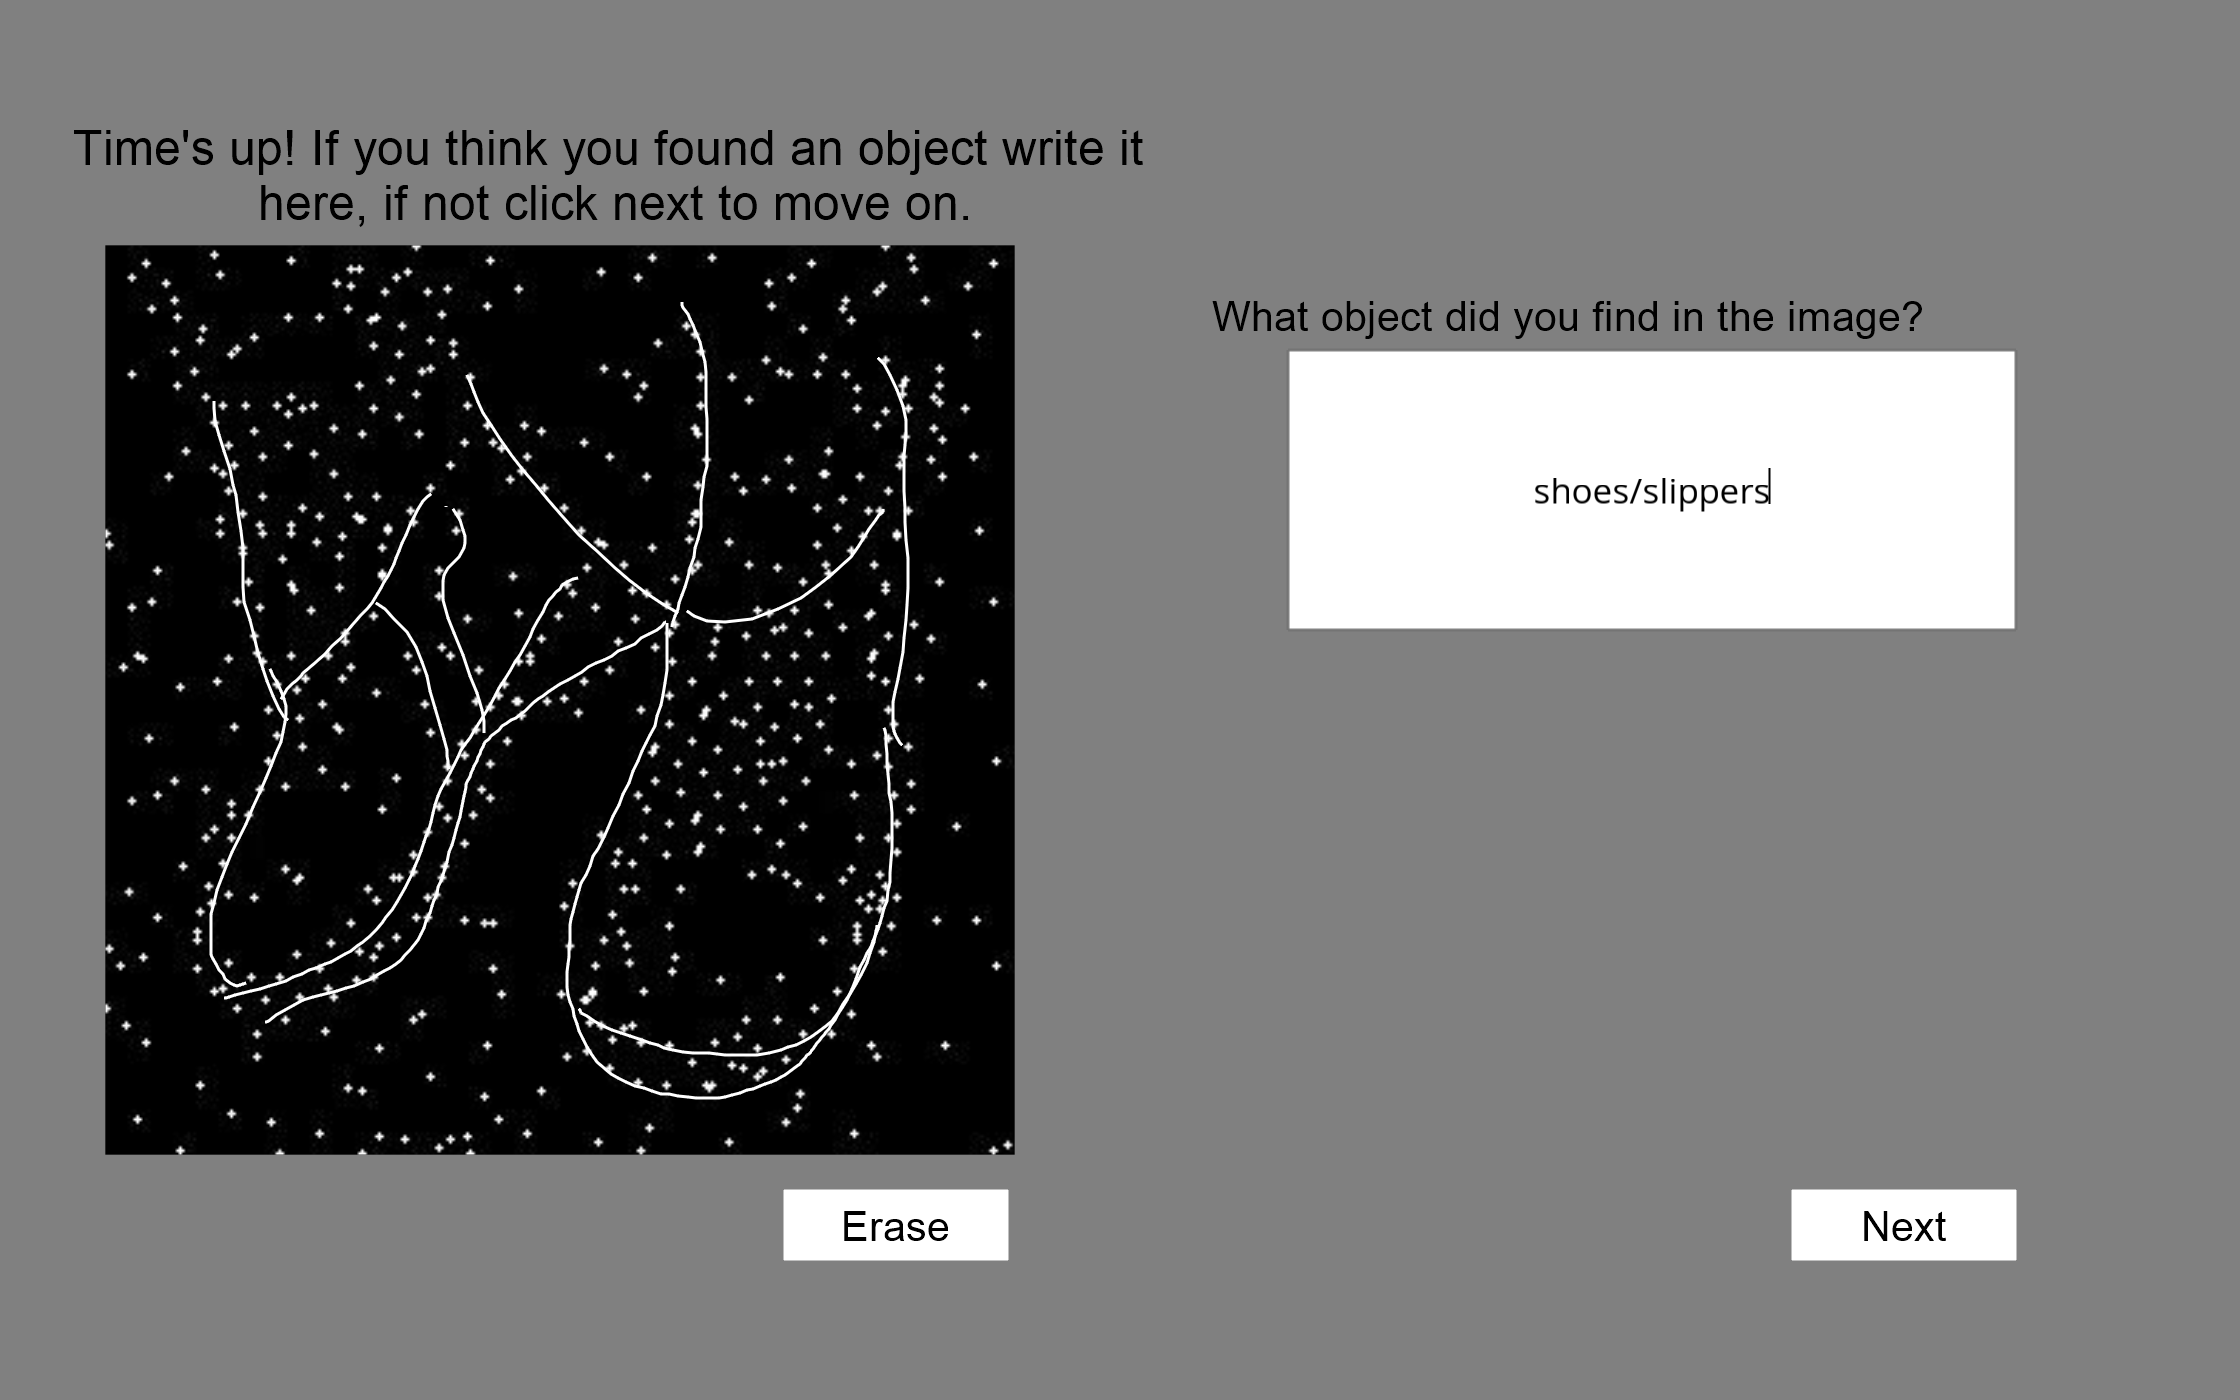 Time's up! If you think you found an object write it
here, if not click next to move on.
What object did you find in the image?
shoes/slippers
Erase
Next